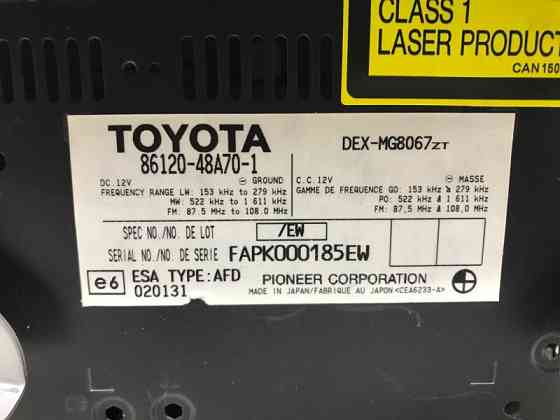 CLASS 1
LASER PRODUCT
CAN150
TOYOTA
86120-48A70-1
DEX-MG8067ZT
DC.12V ⊖ GROUND
FREQUENCY RANGE LW: 153 kHz to 279 kHz
MW: 522 kHz to 1 611 kHz
FM: 87.5 MHz to 108.0 MHz
C.C. 12V ⊖ MASSE
GAMME DE FREQUENCE GO: 153 kHz à 279 kHz
PO: 522 kHz à 1 611 kHz
FM: 87,5 MHz à 108,0 MHz
SPEC NO./NO. DE LOT /EW
SERIAL NO./NO. DE SERIE FAPK000185EW
e6 ESA TYPE:AFD
020131
PIONEER CORPORATION
MADE IN JAPAN/FABRIQUE AU JAPON <CEA6233-A>